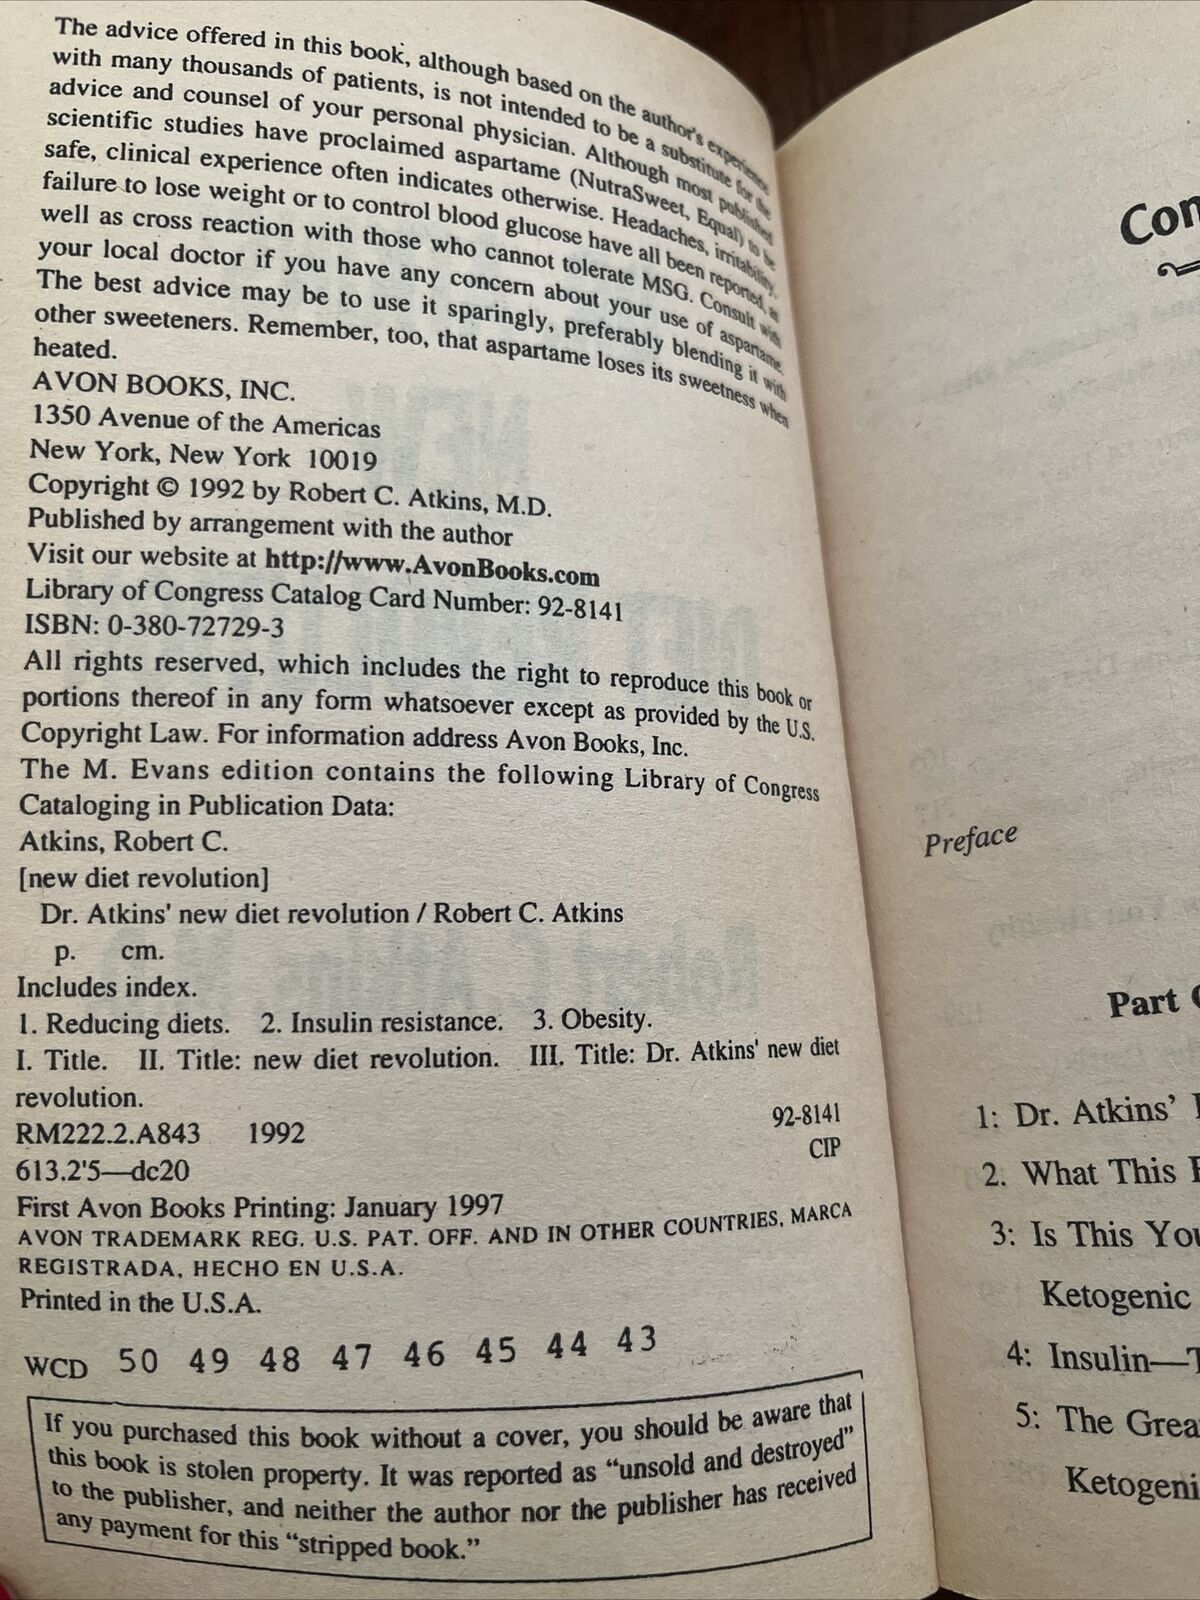 The advice offered in this book, although based on the author's experience
with many thousands of patients, is not intended to be a substitute for the
advice and counsel of your personal physician. Although most published
scientific studies have proclaimed aspartame (NutraSweet, Equal) to be
safe, clinical experience often indicates otherwise. Headaches, irritability,
failure to lose weight or to control blood glucose have all been reported, as
well as cross reaction with those who cannot tolerate MSG. Consult with
your local doctor if you have any concern about your use of aspartame.
The best advice may be to use it sparingly, preferably blending it with
other sweeteners. Remember, too, that aspartame loses its sweetness when
heated.
AVON BOOKS, INC.
1350 Avenue of the Americas
New York, New York 10019
Copyright © 1992 by Robert C. Atkins, M.D.
Published by arrangement with the author
Visit our website at http://www.AvonBooks.com
Library of Congress Catalog Card Number: 92-8141
ISBN: 0-380-72729-3
All rights reserved, which includes the right to reproduce this book or
portions thereof in any form whatsoever except as provided by the U.S.
Copyright Law. For information address Avon Books, Inc.
The M. Evans edition contains the following Library of Congress
Cataloging in Publication Data:
Atkins, Robert C.
[new diet revolution]
Dr. Atkins' new diet revolution / Robert C. Atkins
p. cm.
Includes index.
1. Reducing diets. 2. Insulin resistance. 3. Obesity.
I. Title. II. Title: new diet revolution. III. Title: Dr. Atkins' new diet
revolution.
RM222.2.A843 1992 92-8141
613.2'5—dc20 CIP
First Avon Books Printing: January 1997
AVON TRADEMARK REG. U.S. PAT. OFF. AND IN OTHER COUNTRIES, MARCA
REGISTRADA, HECHO EN U.S.A.
Printed in the U.S.A.
WCD 50 49 48 47 46 45 44 43
If you purchased this book without a cover, you should be aware that
this book is stolen property. It was reported as “unsold and destroyed”
to the publisher, and neither the author nor the publisher has received
any payment for this “stripped book.”
Con
Preface
Part
1: Dr. Atkins’
2. What This
3: Is This You
Ketogenic
4: Insulin—
5: The Grea
Ketogeni